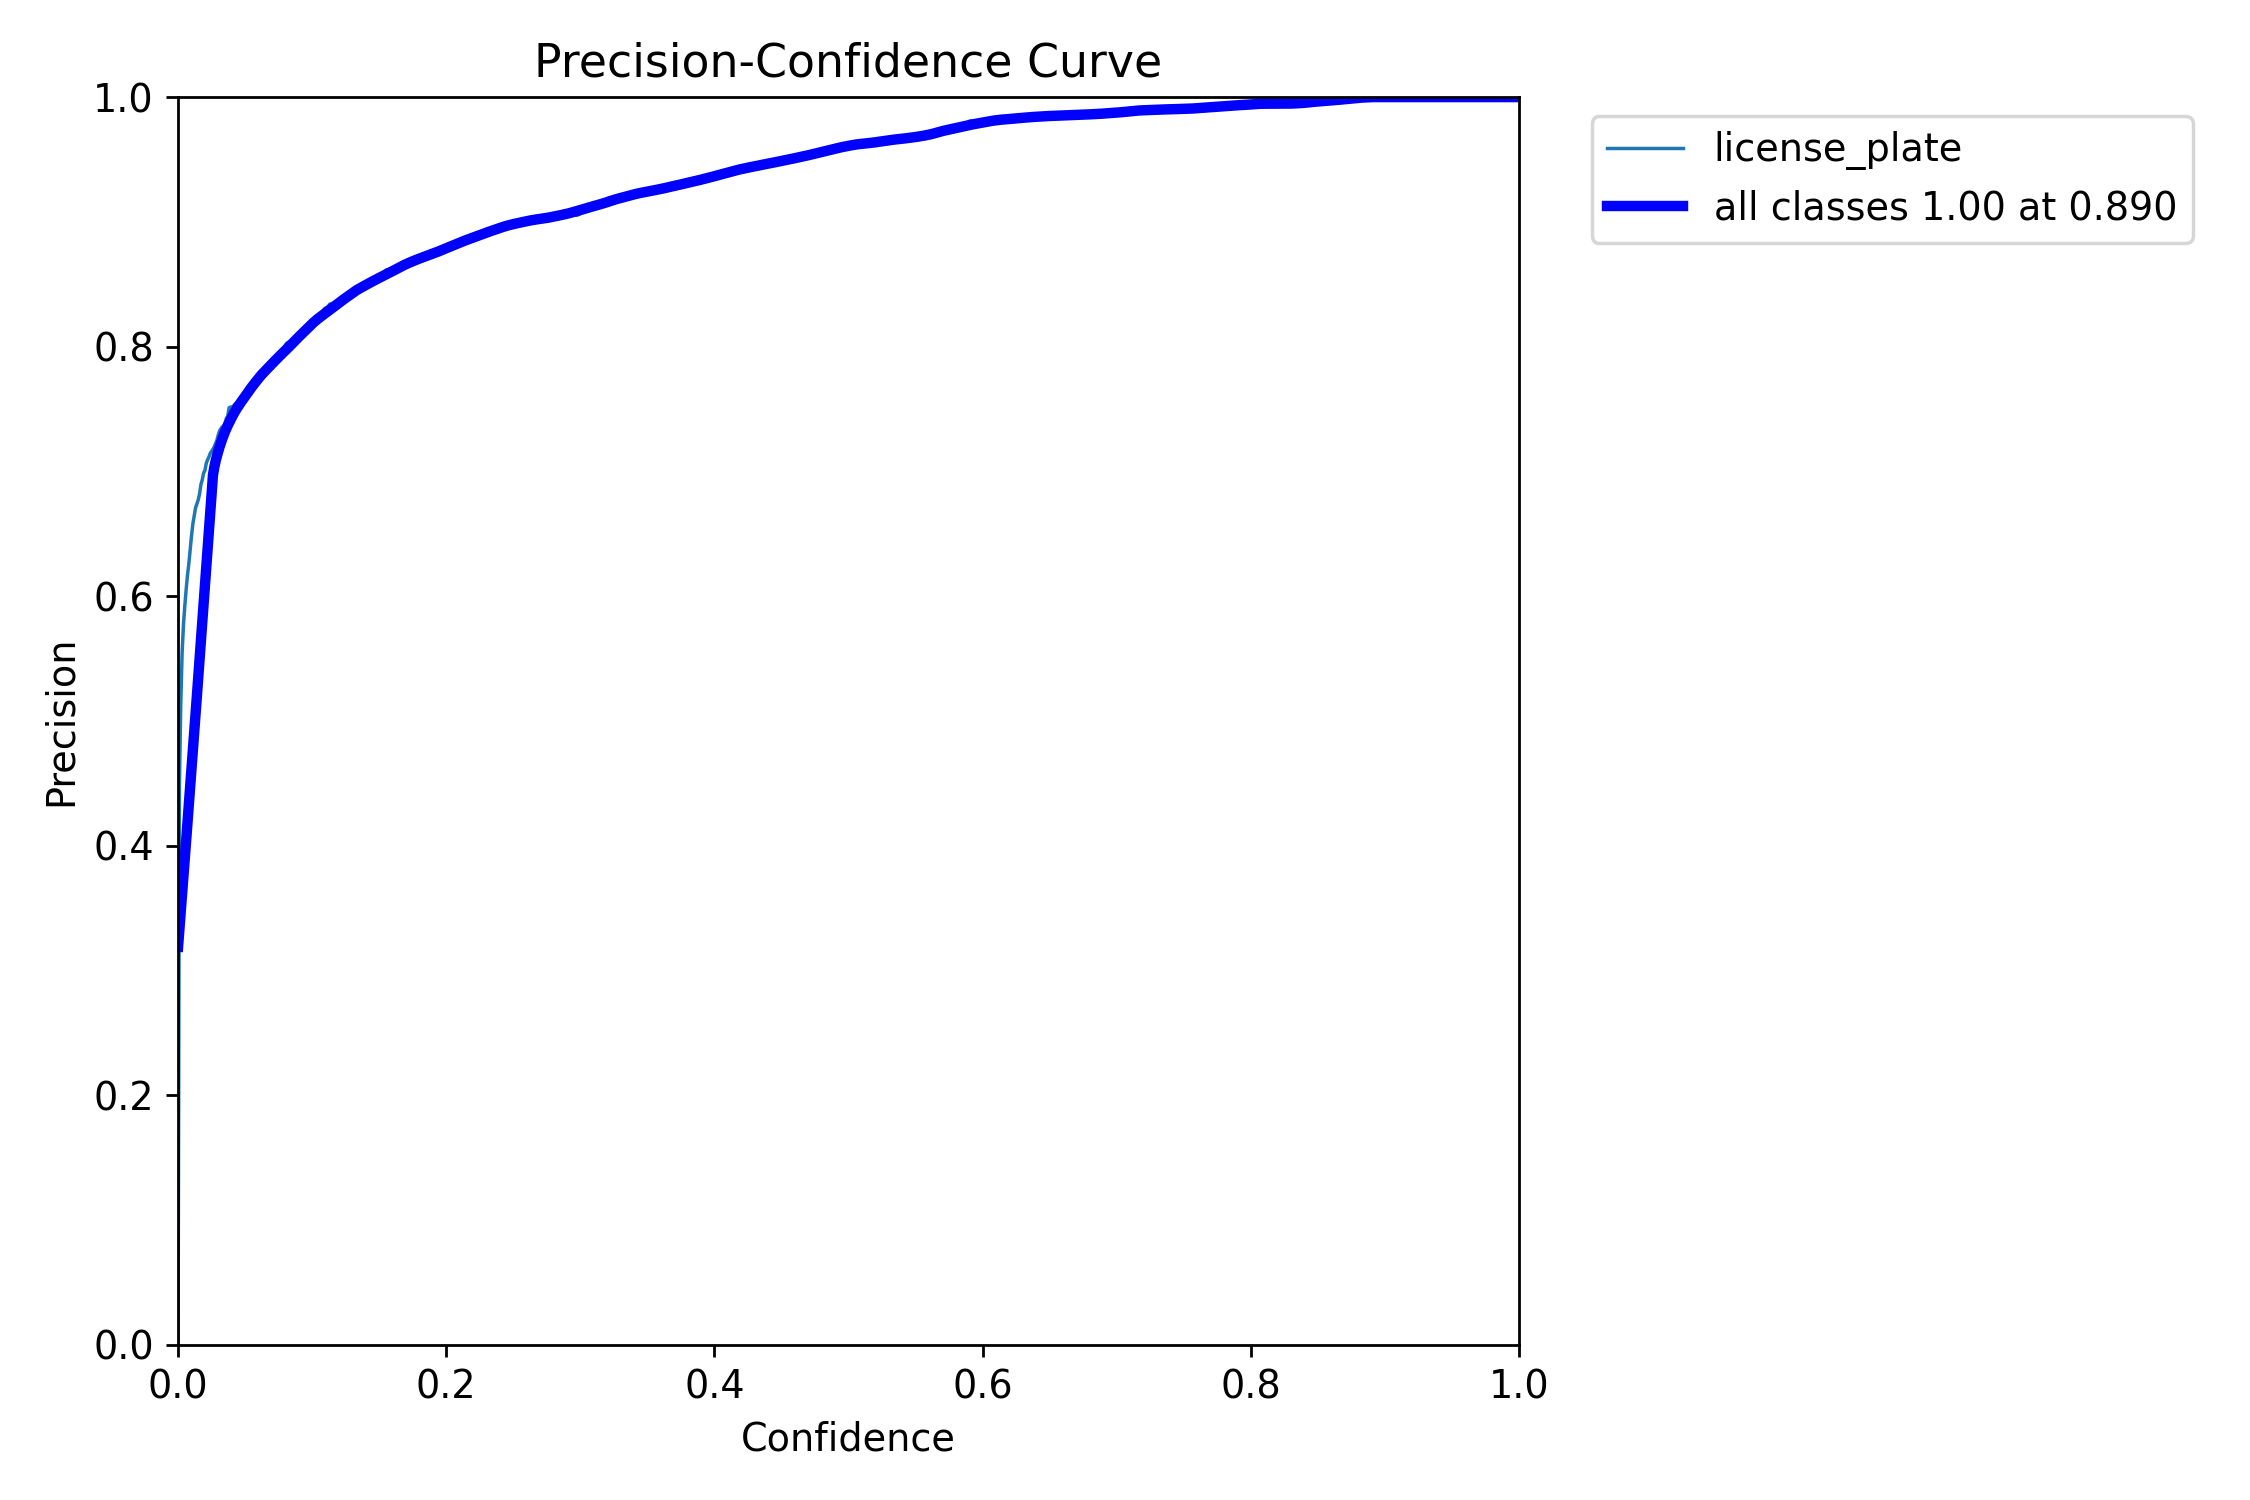 Precision-Confidence Curve
1.0
0.8
0.6
0.4
0.2
0.0
Precision
0.0 0.2 0.4 0.6 0.8 1.0
Confidence
license_plate
all classes 1.00 at 0.890